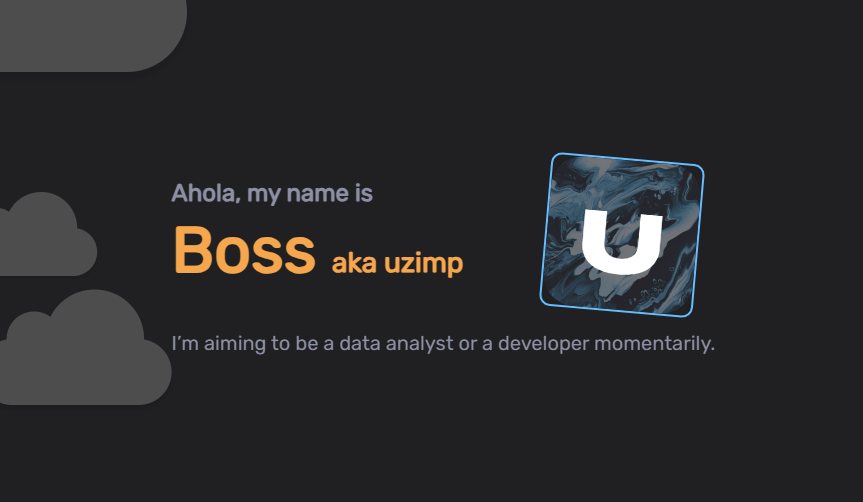 Ahola, my name is
Boss aka uzimp
U
I'm aiming to be a data analyst or a developer momentarily.